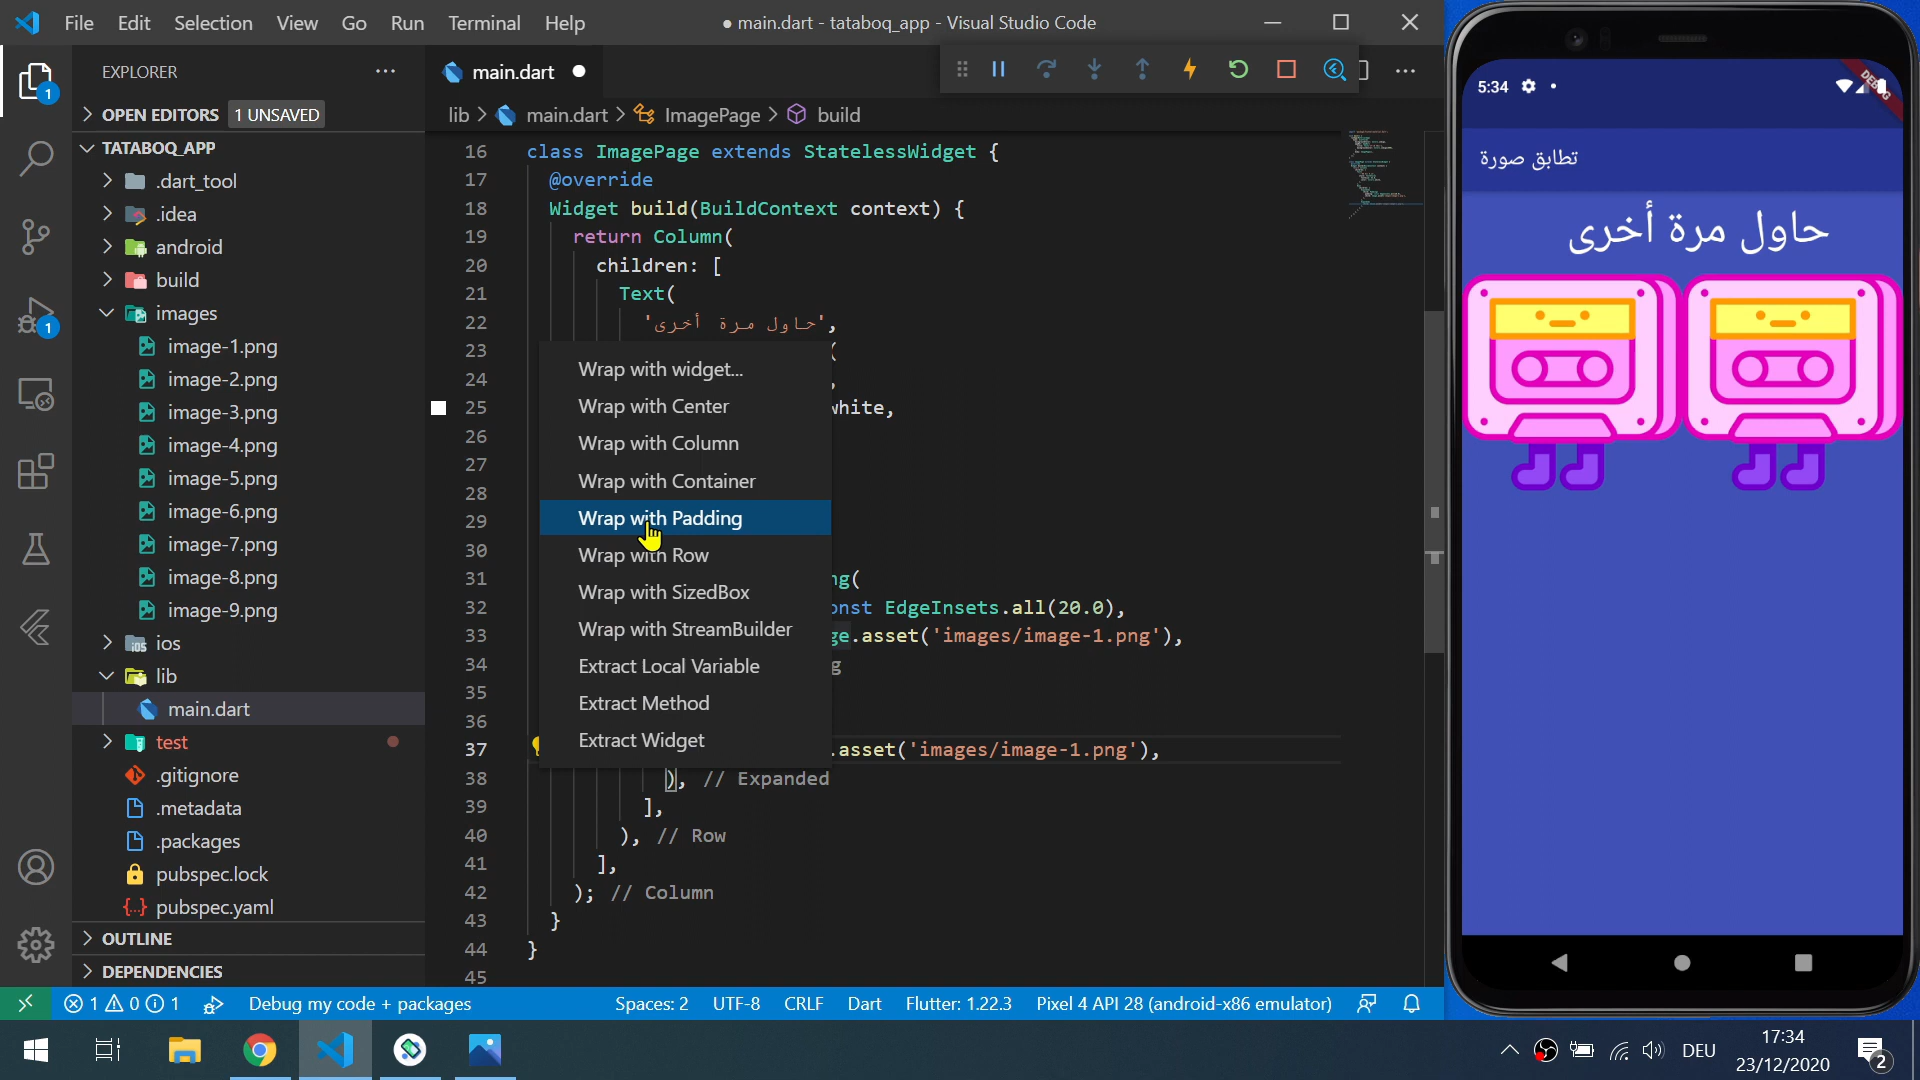 File Edit Selection View Go Run Terminal Help
● main.dart - tataboq_app - Visual Studio Code
EXPLORER
OPEN EDITORS 1 UNSAVED
TATABOQ_APP
.dart_tool
.idea
android
build
images
image-1.png
image-2.png
image-3.png
image-4.png
image-5.png
image-6.png
image-7.png
image-8.png
image-9.png
ios
lib
main.dart
test
.gitignore
.metadata
.packages
pubspec.lock
pubspec.yaml
OUTLINE
DEPENDENCIES
1
1
main.dart
lib > main.dart > ImagePage > build
16 class ImagePage extends StatelessWidget {
17 @override
18 Widget build(BuildContext context) {
19 return Column(
20 children: [
21 Text(
22 'حاول مرة أخرى',
23 (
24 ,
25 white,
26
27
28
29
30
31 ng(
32 onst EdgeInsets.all(20.0),
33 ge.asset('images/image-1.png'),
34 g
35
36
37 .asset('images/image-1.png'),
38 ), // Expanded
39 ],
40 ), // Row
41 ],
42 ); // Column
43 }
44 }
45
Wrap with widget...
Wrap with Center
Wrap with Column
Wrap with Container
Wrap with Padding
Wrap with Row
Wrap with SizedBox
Wrap with StreamBuilder
Extract Local Variable
Extract Method
Extract Widget
5:34
DEBUG
تطابق صورة
حاول مرة أخرى
1 0 1 Debug my code + packages
Spaces: 2 UTF-8 CRLF Dart Flutter: 1.22.3 Pixel 4 API 28 (android-x86 emulator)
DEU
17:34
23/12/2020
2